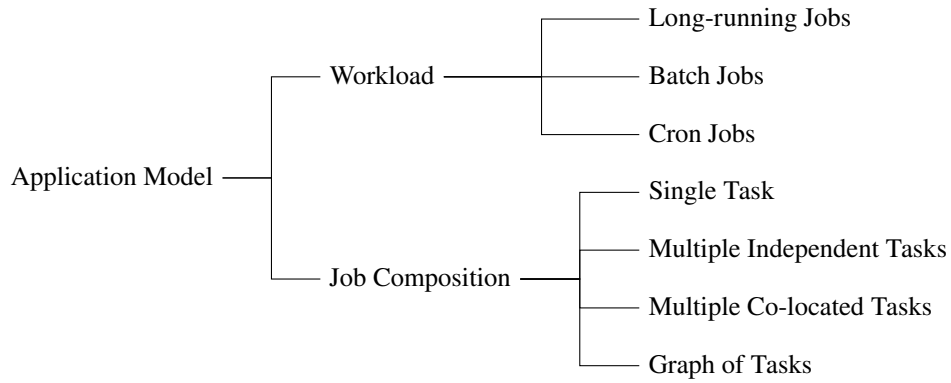 Long-running Jobs
Workload
Batch Jobs
Cron Jobs
Application Model
Single Task
Multiple Independent Tasks
Job Composition
Multiple Co-located Tasks
Graph of Tasks